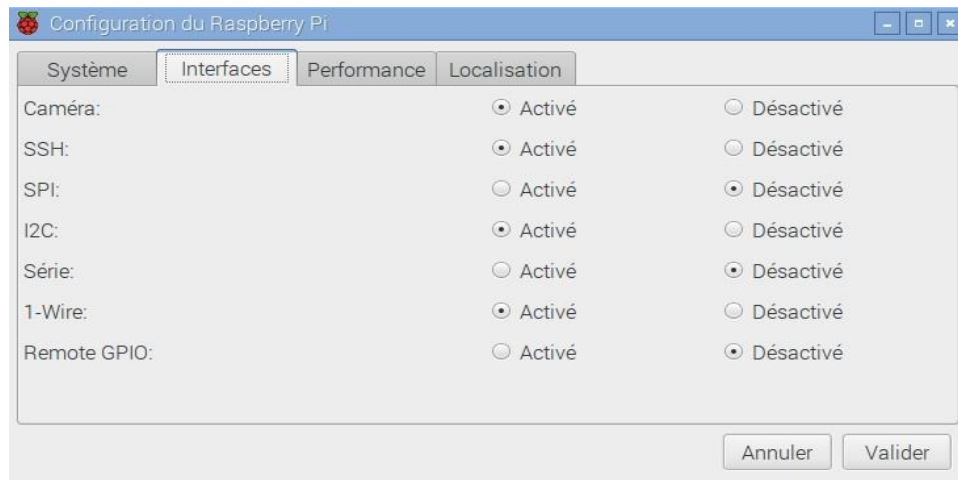 Configuration du Raspberry Pi
Système Interfaces Performance Localisation
Caméra: Activé Désactivé
SSH: Activé Désactivé
SPI: Activé Désactivé
I2C: Activé Désactivé
Série: Activé Désactivé
1-Wire: Activé Désactivé
Remote GPIO: Activé Désactivé
Annuler Valider